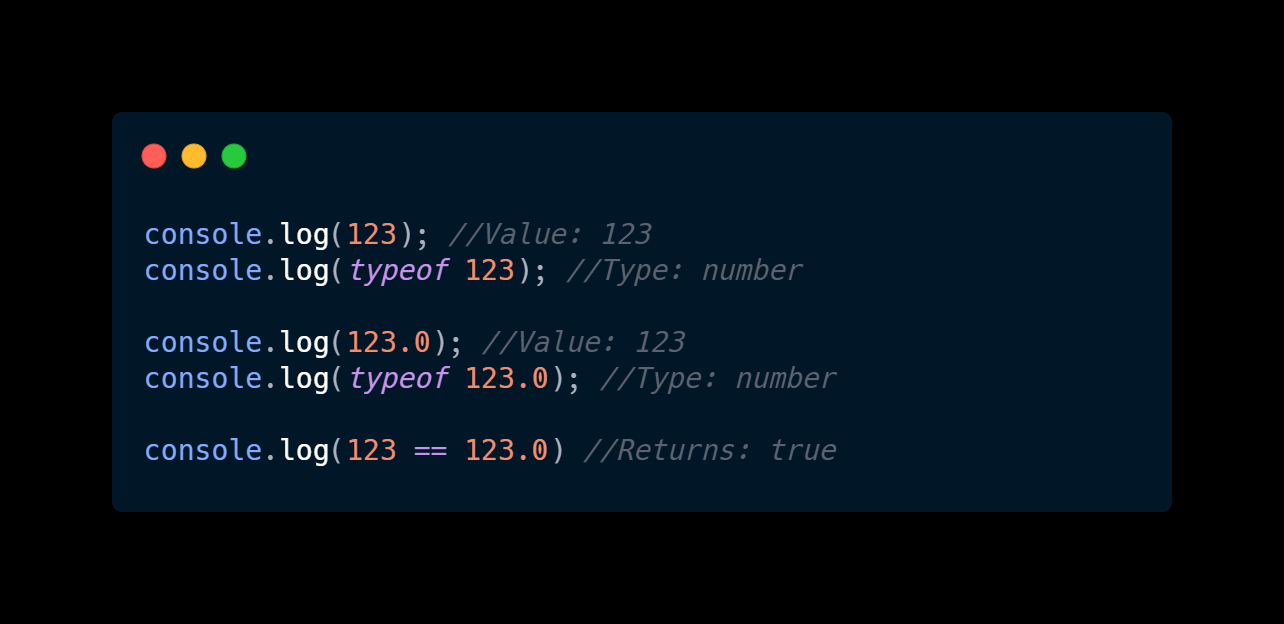 console.log(123); //Value: 123
console.log(typeof 123); //Type: number
console.log(123.0); //Value: 123
console.log(typeof 123.0); //Type: number
console.log(123 == 123.0) //Returns: true